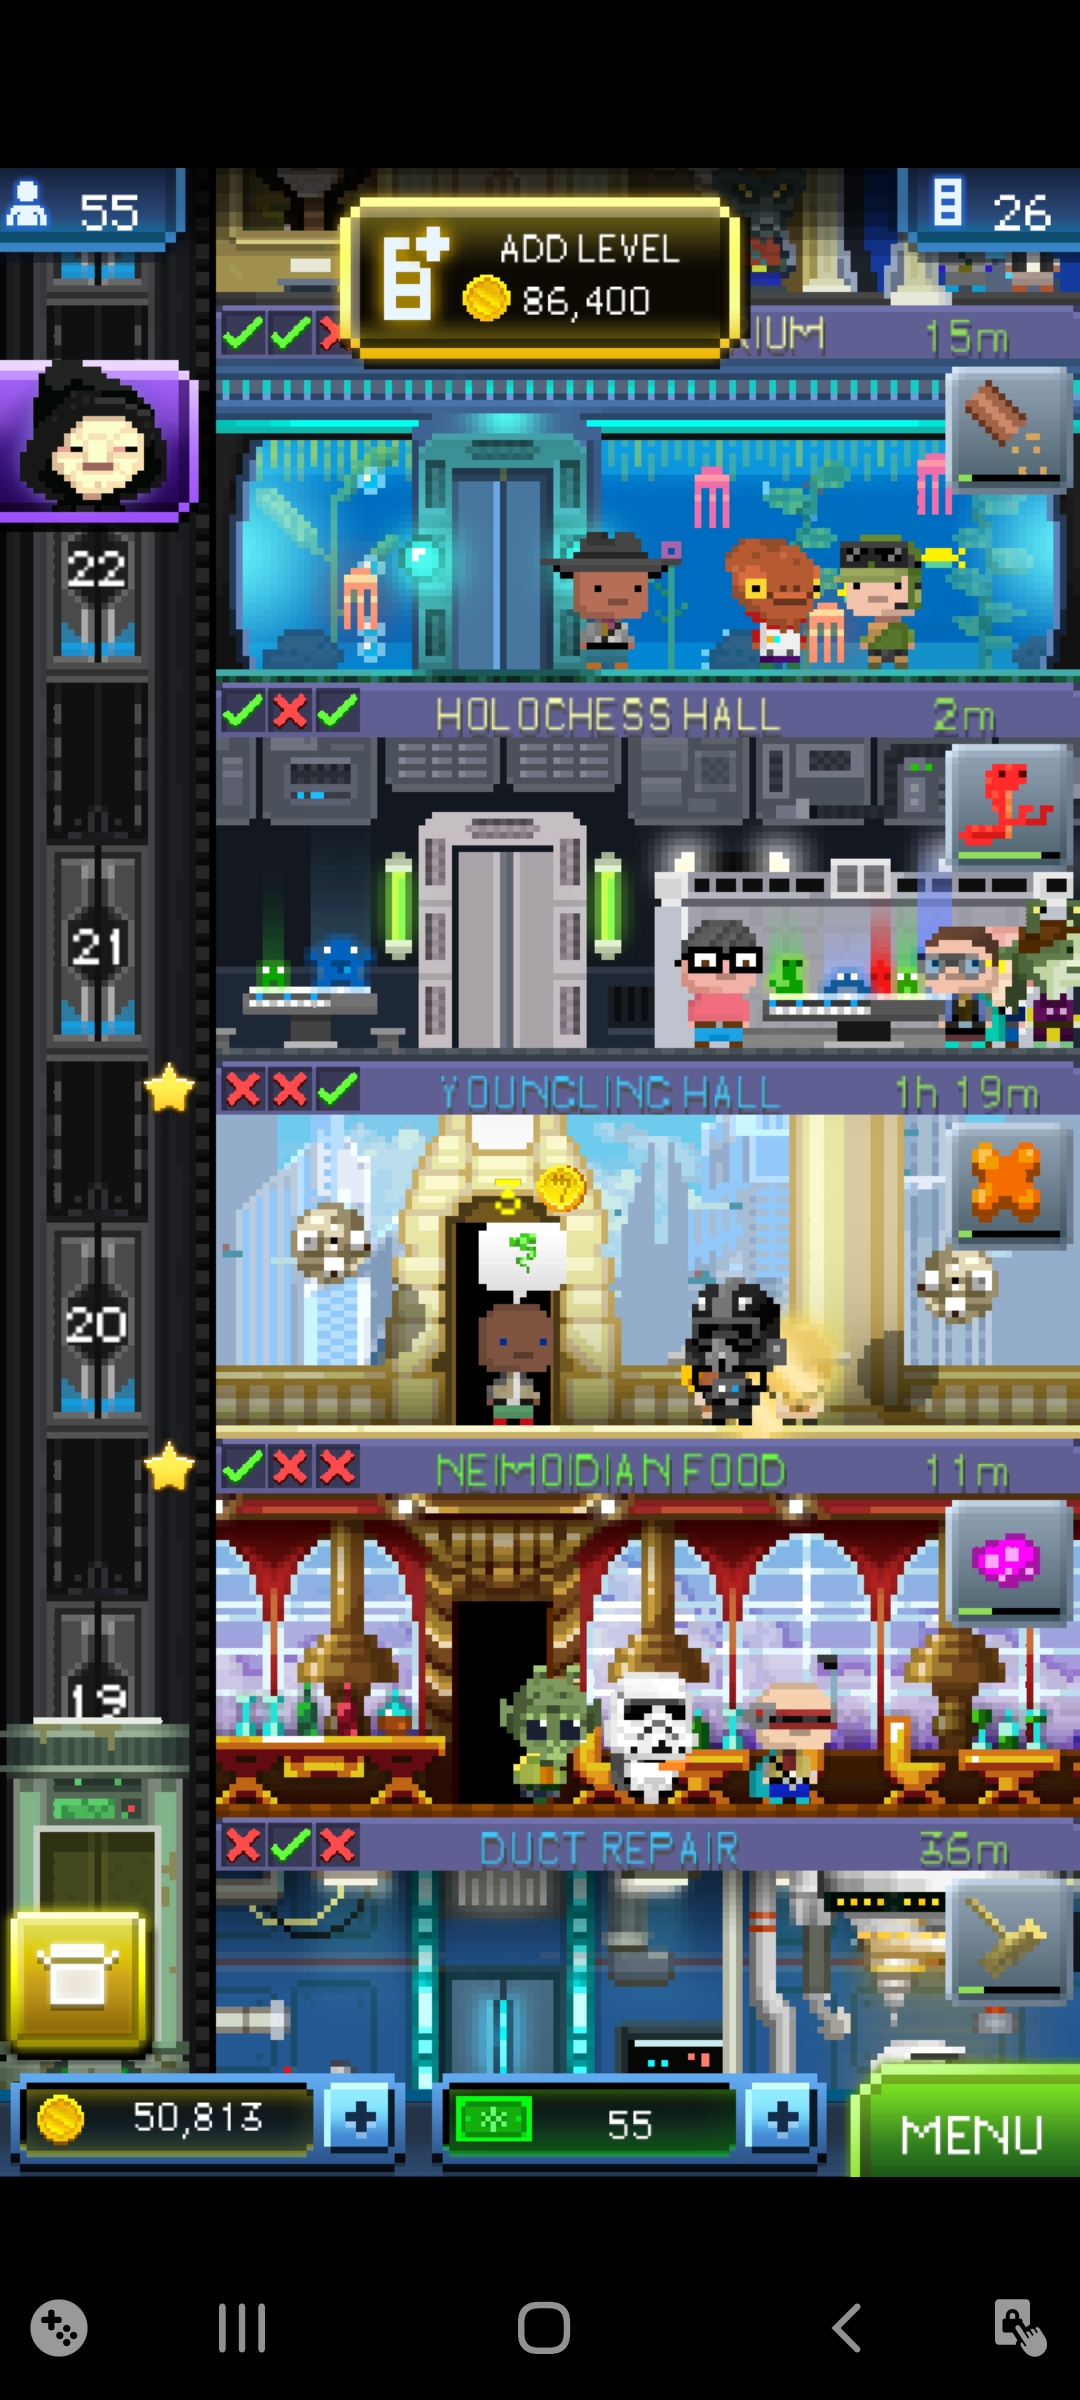 55
ADD LEVEL
86,400
26
15m
22
HOLOCHESS HALL
2m
21
YOUNGLING HALL
1h 19m
20
NEIMOIDIAN FOOD
11m
19
DUCT REPAIR
36m
50,813
55
MENU